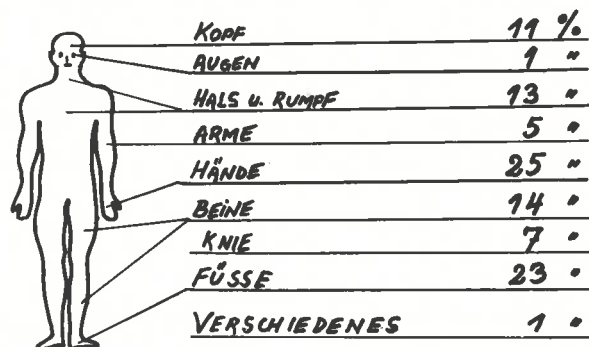 KOPF 11 %
AUGEN 1 "
HALS u. RUMPF 13 "
ARME 5 "
HÄNDE 25 "
BEINE 14 "
KNIE 7 "
FÜSSE 23 "
VERSCHIEDENES 1 "